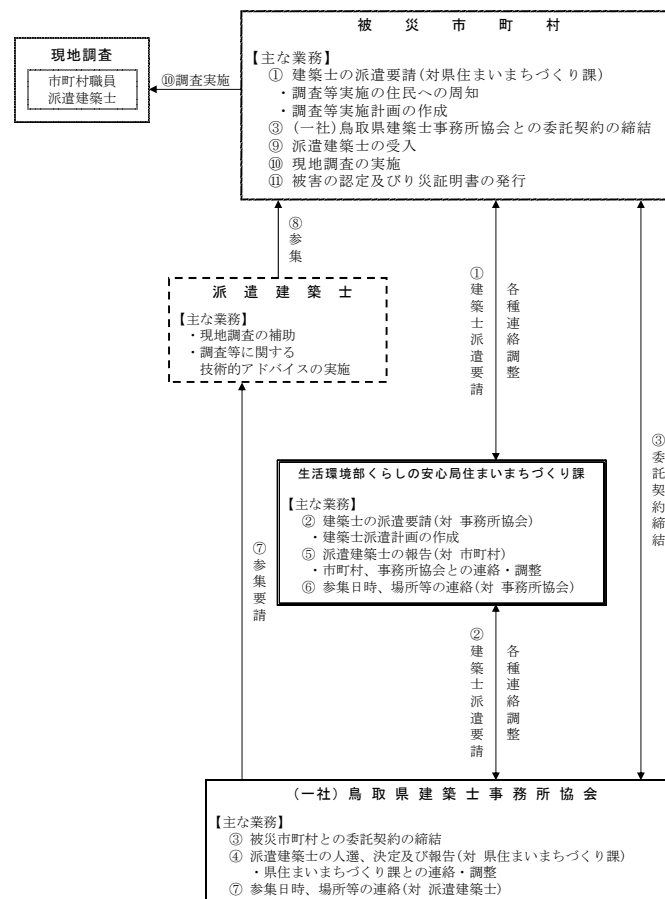 被災市町村
【主な業務】
① 建築士の派遣要請(対県住まいまちづくり課)
・調査等実施の住民への周知
・調査等実施計画の作成
③ (一社)鳥取県建築士事務所協会との委託契約の締結
⑨ 派遣建築士の受入
⑩ 現地調査の実施
⑪ 被害の認定及びり災証明書の発行
現地調査
市町村職員
派遣建築士
⑩調査実施
⑧参集
派遣建築士
【主な業務】
・現地調査の補助
・調査等に関する
技術的アドバイスの実施
①建築士派遣要請
各種連絡調整
③委託契約締結
生活環境部くらしの安心局住まいまちづくり課
【主な業務】
② 建築士の派遣要請(対 事務所協会)
・建築士派遣計画の作成
⑤ 派遣建築士の報告(対 市町村)
・市町村、事務所協会との連絡・調整
⑥ 参集日時、場所等の連絡(対 事務所協会)
⑦参集要請
②建築士派遣要請
各種連絡調整
(一社)鳥取県建築士事務所協会
【主な業務】
③ 被災市町村との委託契約の締結
④ 派遣建築士の人選、決定及び報告(対 県住まいまちづくり課)
・県住まいまちづくり課との連絡・調整
⑦ 参集日時、場所等の連絡(対 派遣建築士)